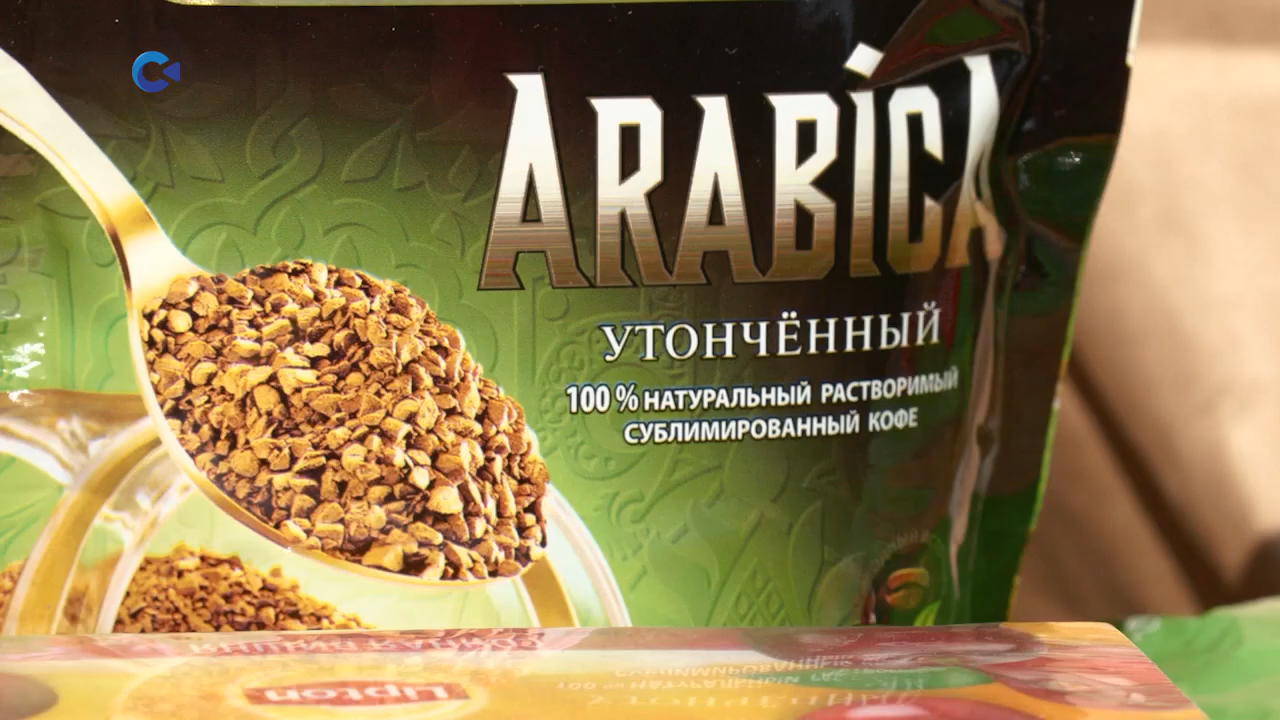 ARABICA
УТОНЧЁННЫЙ
100 % НАТУРАЛЬНЫЙ РАСТВОРИМЫЙ
СУБЛИМИРОВАННЫЙ КОФЕ
Lipton